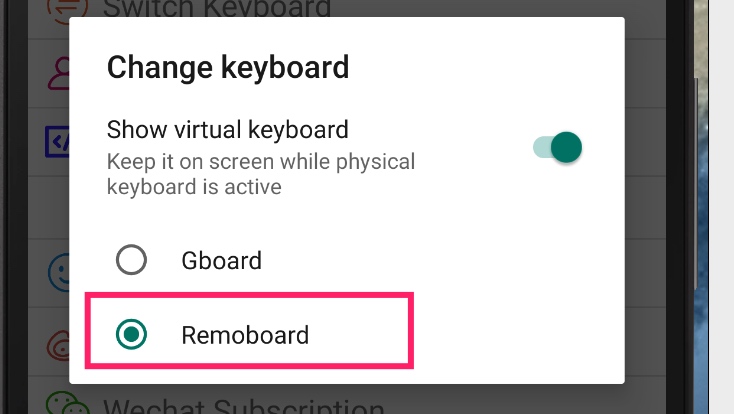 Switch Keyboard
Change keyboard
Show virtual keyboard
Keep it on screen while physical
keyboard is active
Gboard
Remoboard
Wechat Subscription